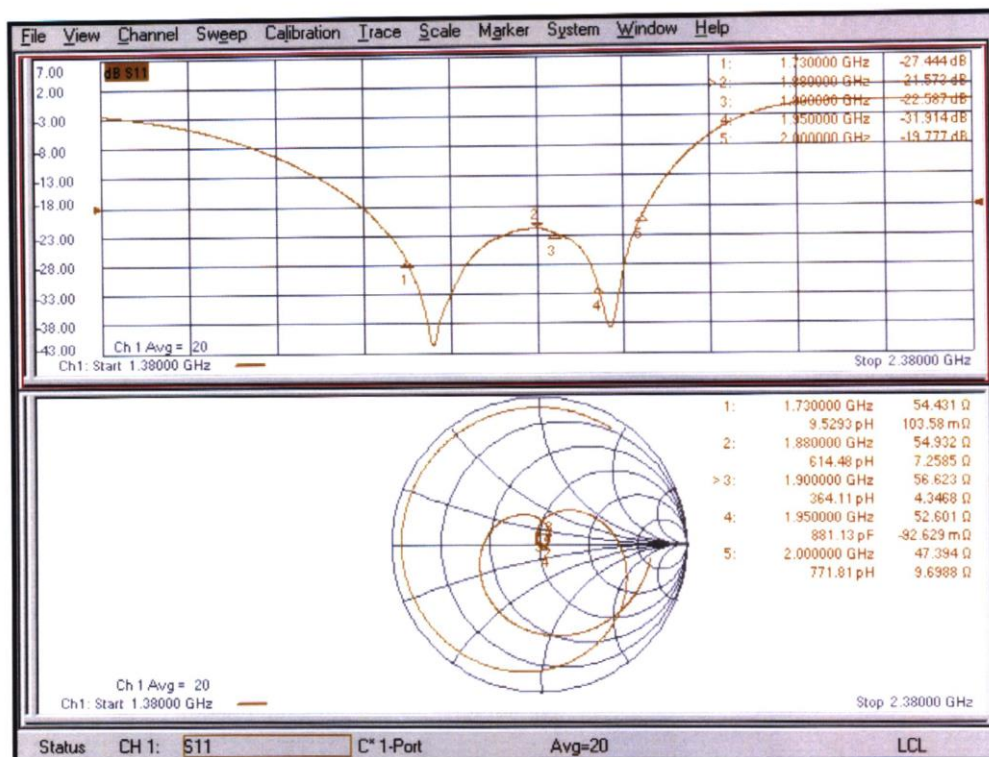 File View Channel Sweep Calibration Trace Scale Marker System Window Help
dB S11
7.00
2.00
-3.00
-8.00
-13.00
-18.00
-23.00
-28.00
-33.00
-38.00
-43.00
1: 1.730000 GHz -27.444 dB
>2: 1.880000 GHz -21.573 dB
3: 1.900000 GHz -22.587 dB
4: 1.950000 GHz -31.914 dB
5: 2.000000 GHz -19.777 dB
1
2
3
4
5
Ch 1 Avg = 20
Ch1: Start 1.38000 GHz
Stop 2.38000 GHz
1: 1.730000 GHz 54.431 Ω
9.5293 pH 103.58 mΩ
2: 1.880000 GHz 54.932 Ω
614.48 pH 7.2585 Ω
>3: 1.900000 GHz 56.623 Ω
364.11 pH 4.3468 Ω
4: 1.950000 GHz 52.601 Ω
881.13 pF -92.629 mΩ
5: 2.000000 GHz 47.394 Ω
771.81 pH 9.6988 Ω
4
Ch 1 Avg = 20
Ch1: Start 1.38000 GHz
Stop 2.38000 GHz
Status CH 1: S11 C* 1-Port Avg=20 LCL